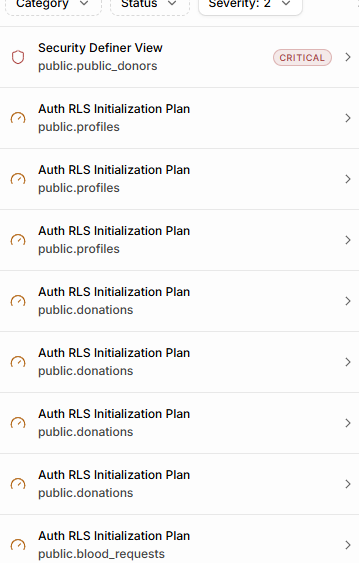 Category Status Severity: 2
Security Definer View
CRITICAL
public.public_donors
Auth RLS Initialization Plan
public.profiles
Auth RLS Initialization Plan
public.profiles
Auth RLS Initialization Plan
public.profiles
Auth RLS Initialization Plan
public.donations
Auth RLS Initialization Plan
public.donations
Auth RLS Initialization Plan
public.donations
Auth RLS Initialization Plan
public.donations
Auth RLS Initialization Plan
public.blood_requests